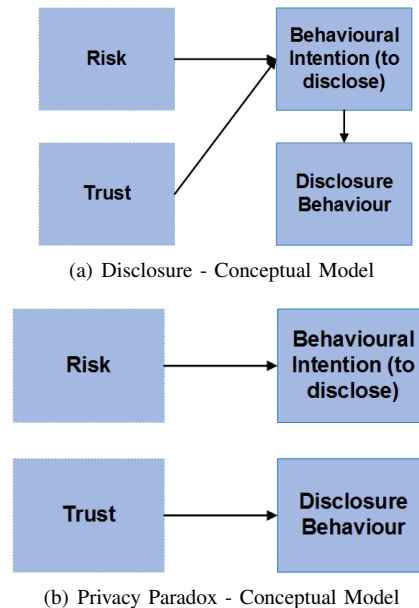 Risk
Behavioural
Intention (to
disclose)
Trust
Disclosure
Behaviour
(a) Disclosure - Conceptual Model
Risk
Behavioural
Intention (to
disclose)
Trust
Disclosure
Behaviour
(b) Privacy Paradox - Conceptual Model